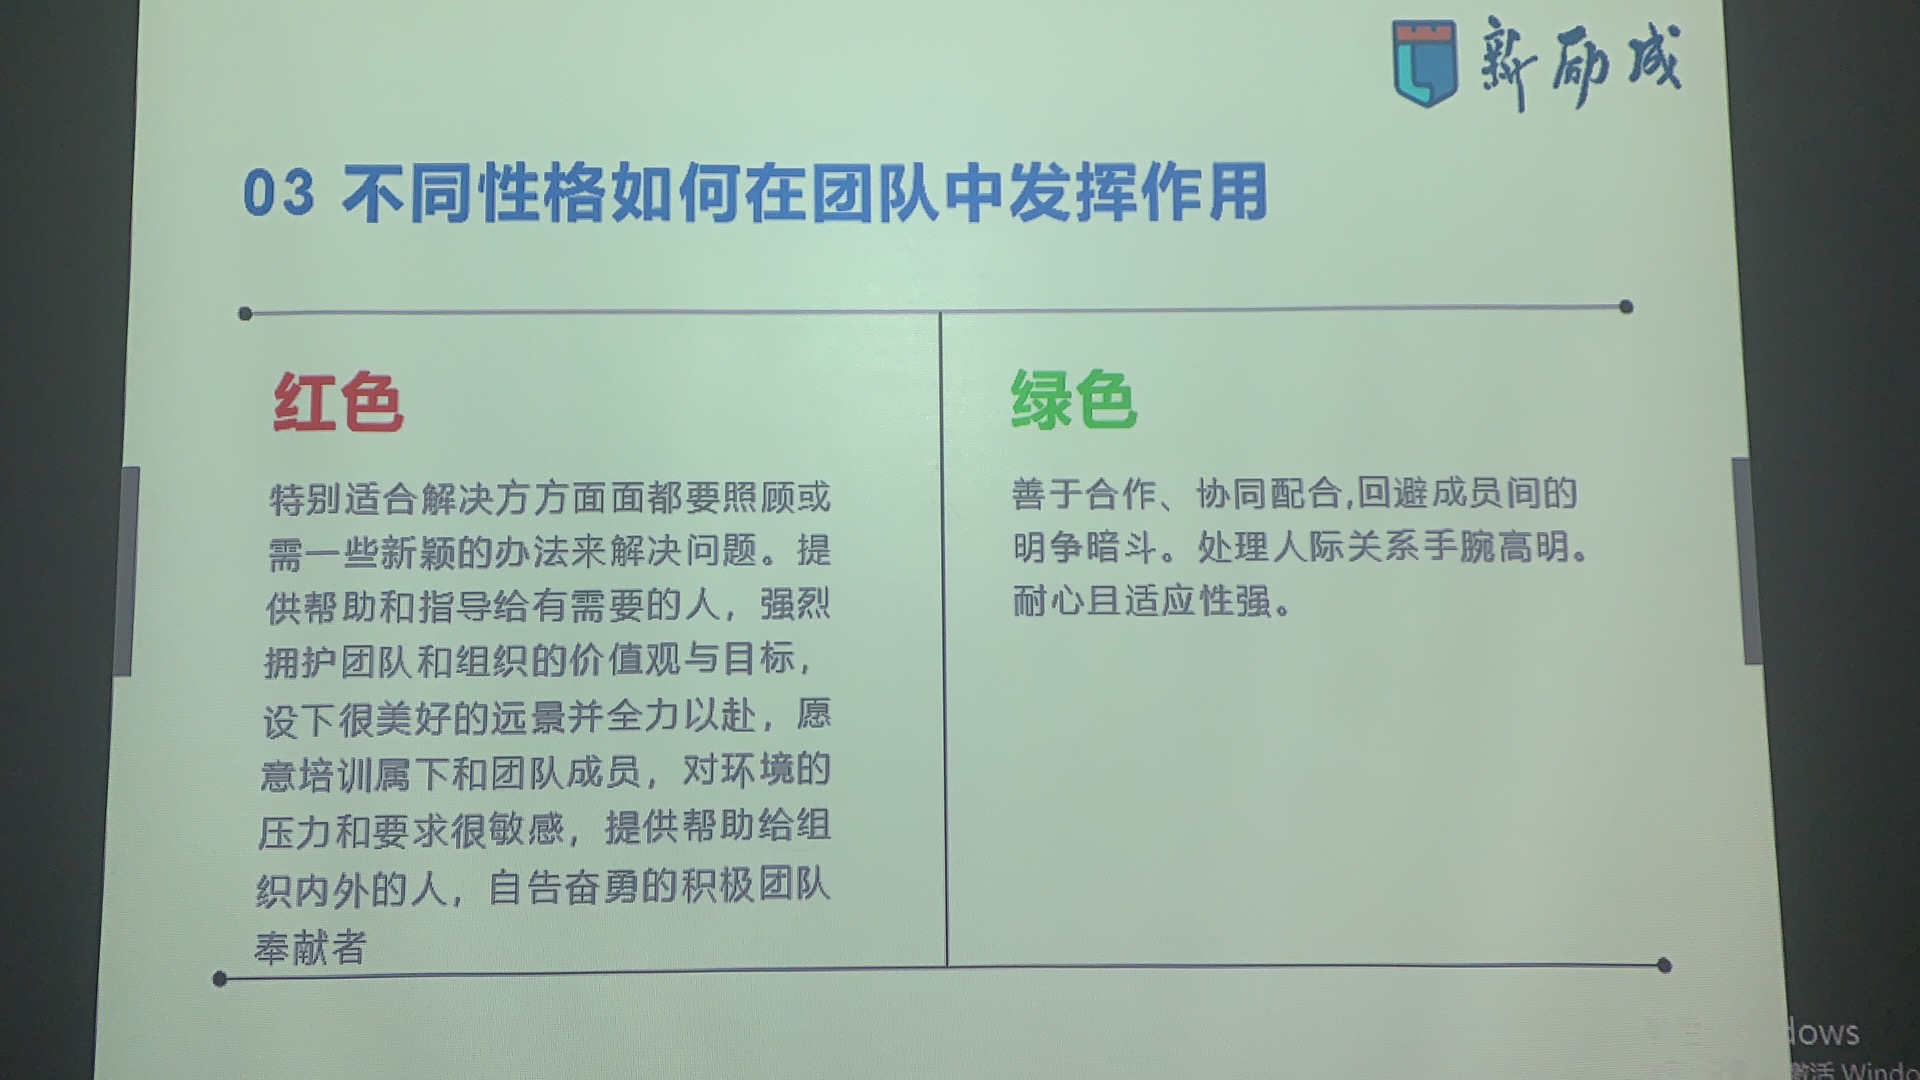 新励成
03 不同性格如何在团队中发挥作用
红色
特别适合解决方方面面都要照顾或
需一些新颖的办法来解决问题。提
供帮助和指导给有需要的人，强烈
拥护团队和组织的价值观与目标，
设下很美好的远景并全力以赴，愿
意培训属下和团队成员，对环境的
压力和要求很敏感，提供帮助给组
织内外的人，自告奋勇的积极团队
奉献者
绿色
善于合作、协同配合,回避成员间的
明争暗斗。处理人际关系手腕高明。
耐心且适应性强。
dows
激活 Windo